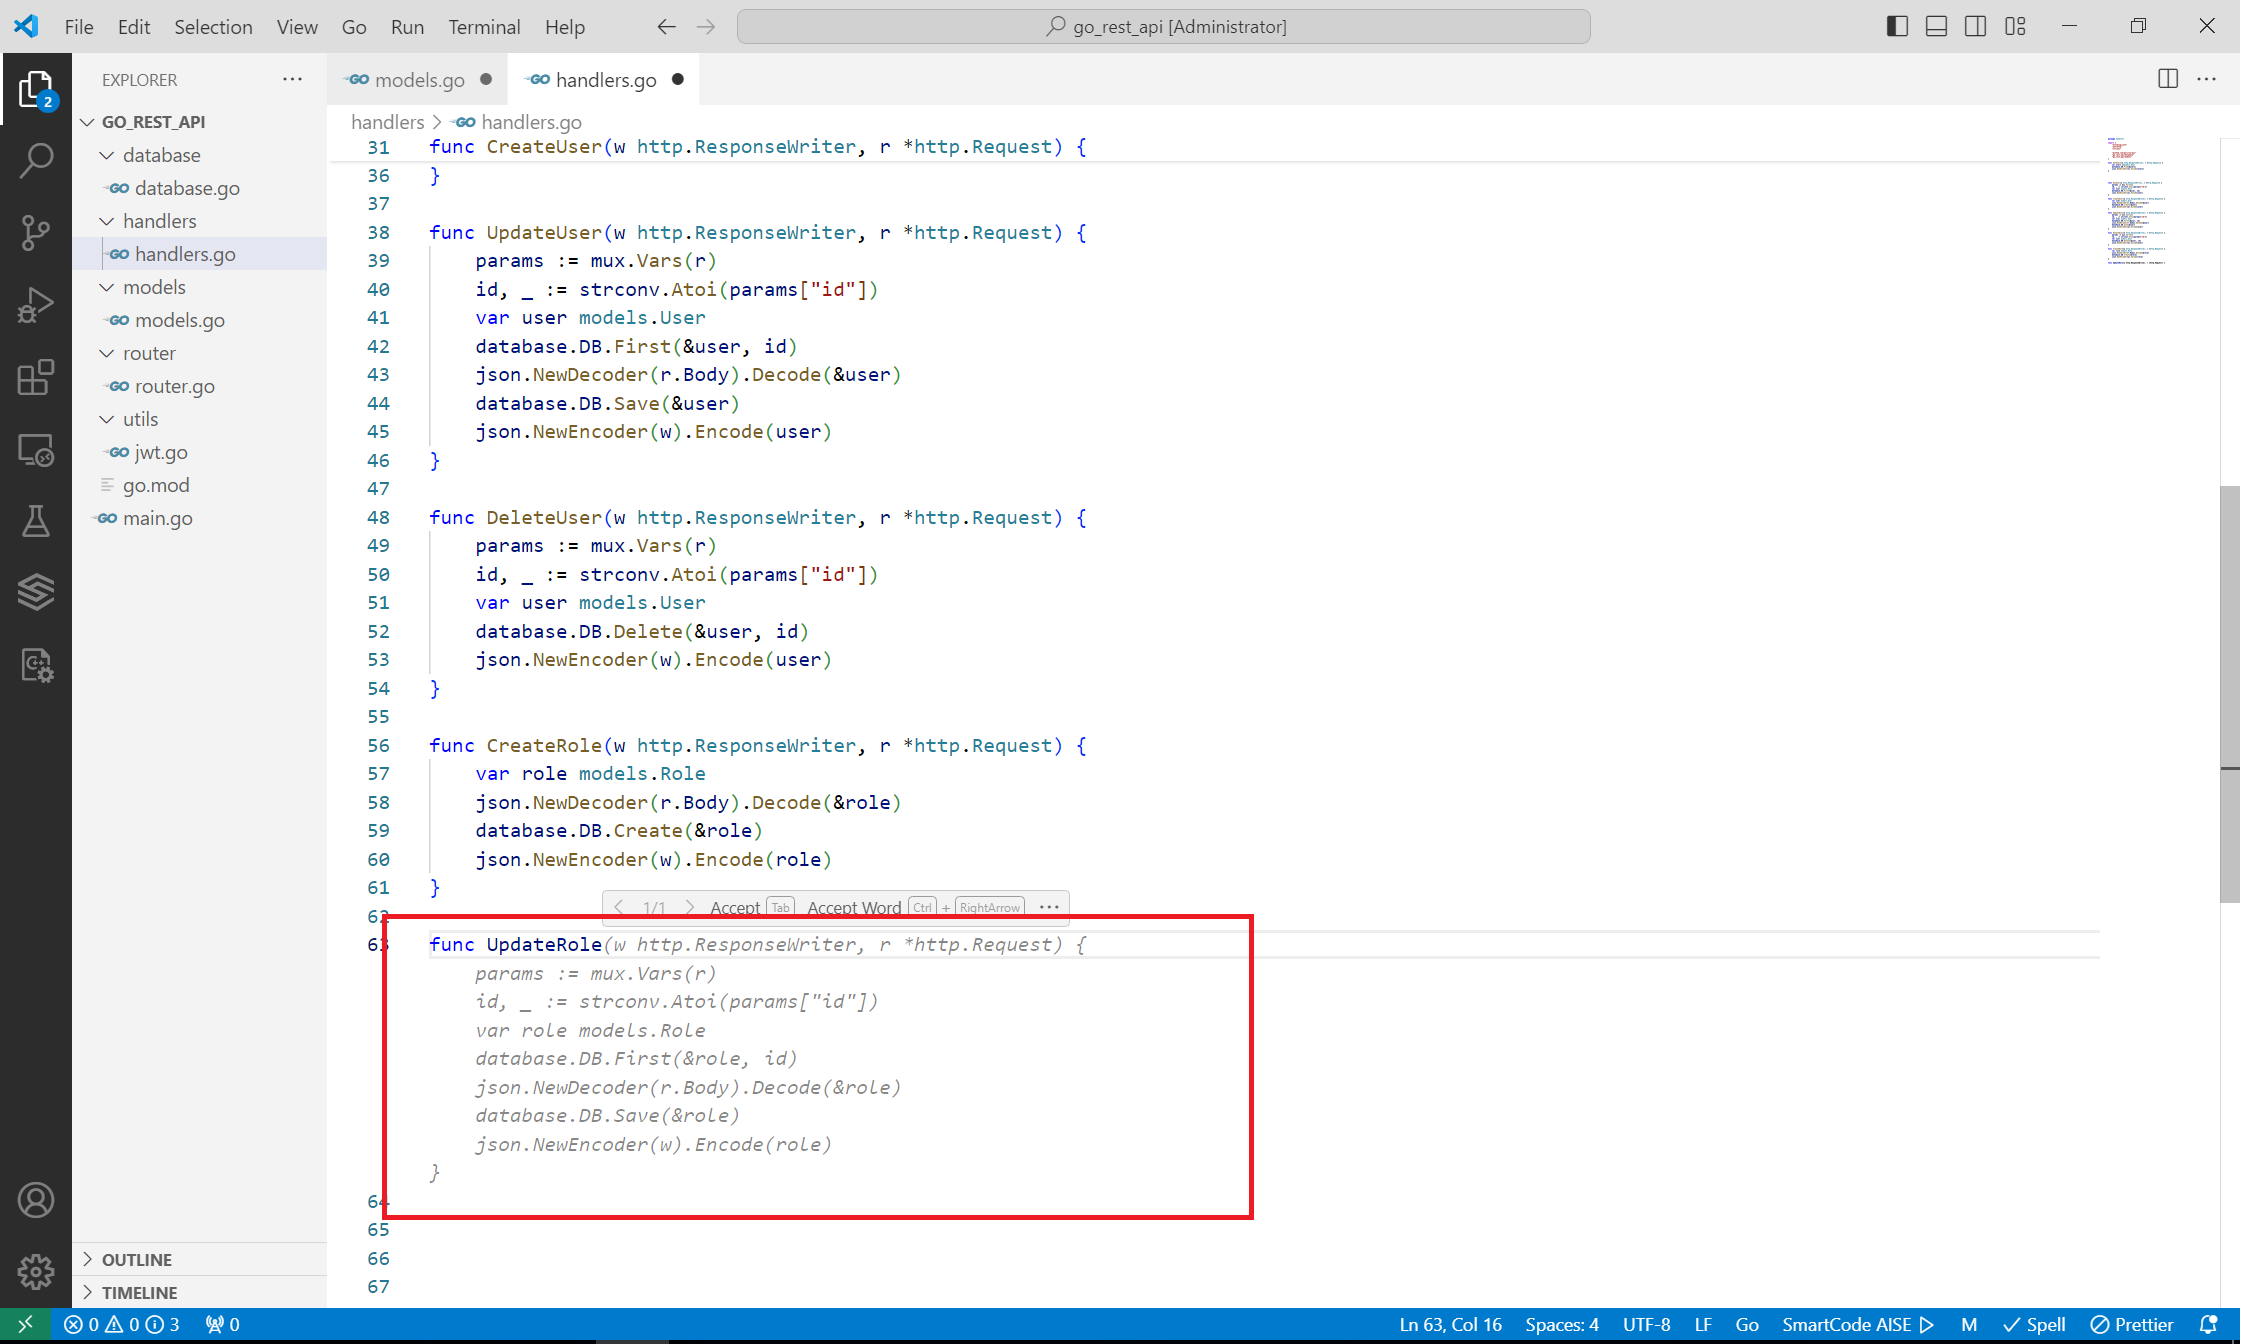 File Edit Selection View Go Run Terminal Help
go_rest_api [Administrator]
EXPLORER
GO_REST_API
database
GO database.go
handlers
GO handlers.go
models
GO models.go
router
GO router.go
utils
GO jwt.go
go.mod
GO main.go
OUTLINE
TIMELINE
2
GO models.go
GO handlers.go
handlers > GO handlers.go
31 func CreateUser(w http.ResponseWriter, r *http.Request) {
36 }
37
38 func UpdateUser(w http.ResponseWriter, r *http.Request) {
39 params := mux.Vars(r)
40 id, _ := strconv.Atoi(params["id"])
41 var user models.User
42 database.DB.First(&user, id)
43 json.NewDecoder(r.Body).Decode(&user)
44 database.DB.Save(&user)
45 json.NewEncoder(w).Encode(user)
46 }
47
48 func DeleteUser(w http.ResponseWriter, r *http.Request) {
49 params := mux.Vars(r)
50 id, _ := strconv.Atoi(params["id"])
51 var user models.User
52 database.DB.Delete(&user, id)
53 json.NewEncoder(w).Encode(user)
54 }
55
56 func CreateRole(w http.ResponseWriter, r *http.Request) {
57 var role models.Role
58 json.NewDecoder(r.Body).Decode(&role)
59 database.DB.Create(&role)
60 json.NewEncoder(w).Encode(role)
61 }
62
< 1/1 > Accept Tab Accept Word Ctrl + RightArrow ···
63 func UpdateRole(w http.ResponseWriter, r *http.Request) {
params := mux.Vars(r)
id, _ := strconv.Atoi(params["id"])
var role models.Role
database.DB.First(&role, id)
json.NewDecoder(r.Body).Decode(&role)
database.DB.Save(&role)
json.NewEncoder(w).Encode(role)
}
64
65
66
67
0 0 3 0 Ln 63, Col 16 Spaces: 4 UTF-8 LF Go SmartCode AISE M Spell Prettier